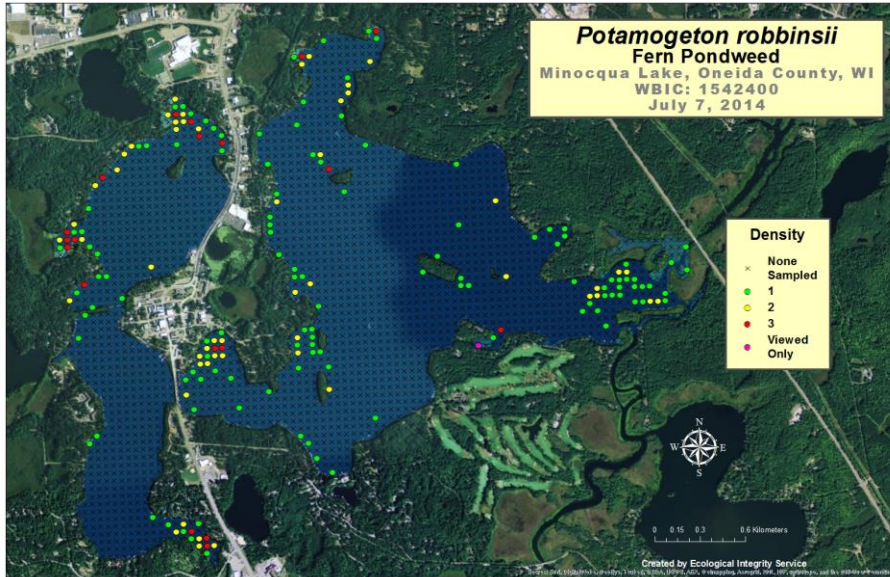 Potamogeton robbinsii
Fern Pondweed
Minocqua Lake, Oneida County, WI
WBIC: 1542400
July 7, 2014
Density
None
Sampled
1
2
3
Viewed
Only
N
W E
S
0 0.15 0.3 0.6 Kilometers
Created by Ecological Integrity Service